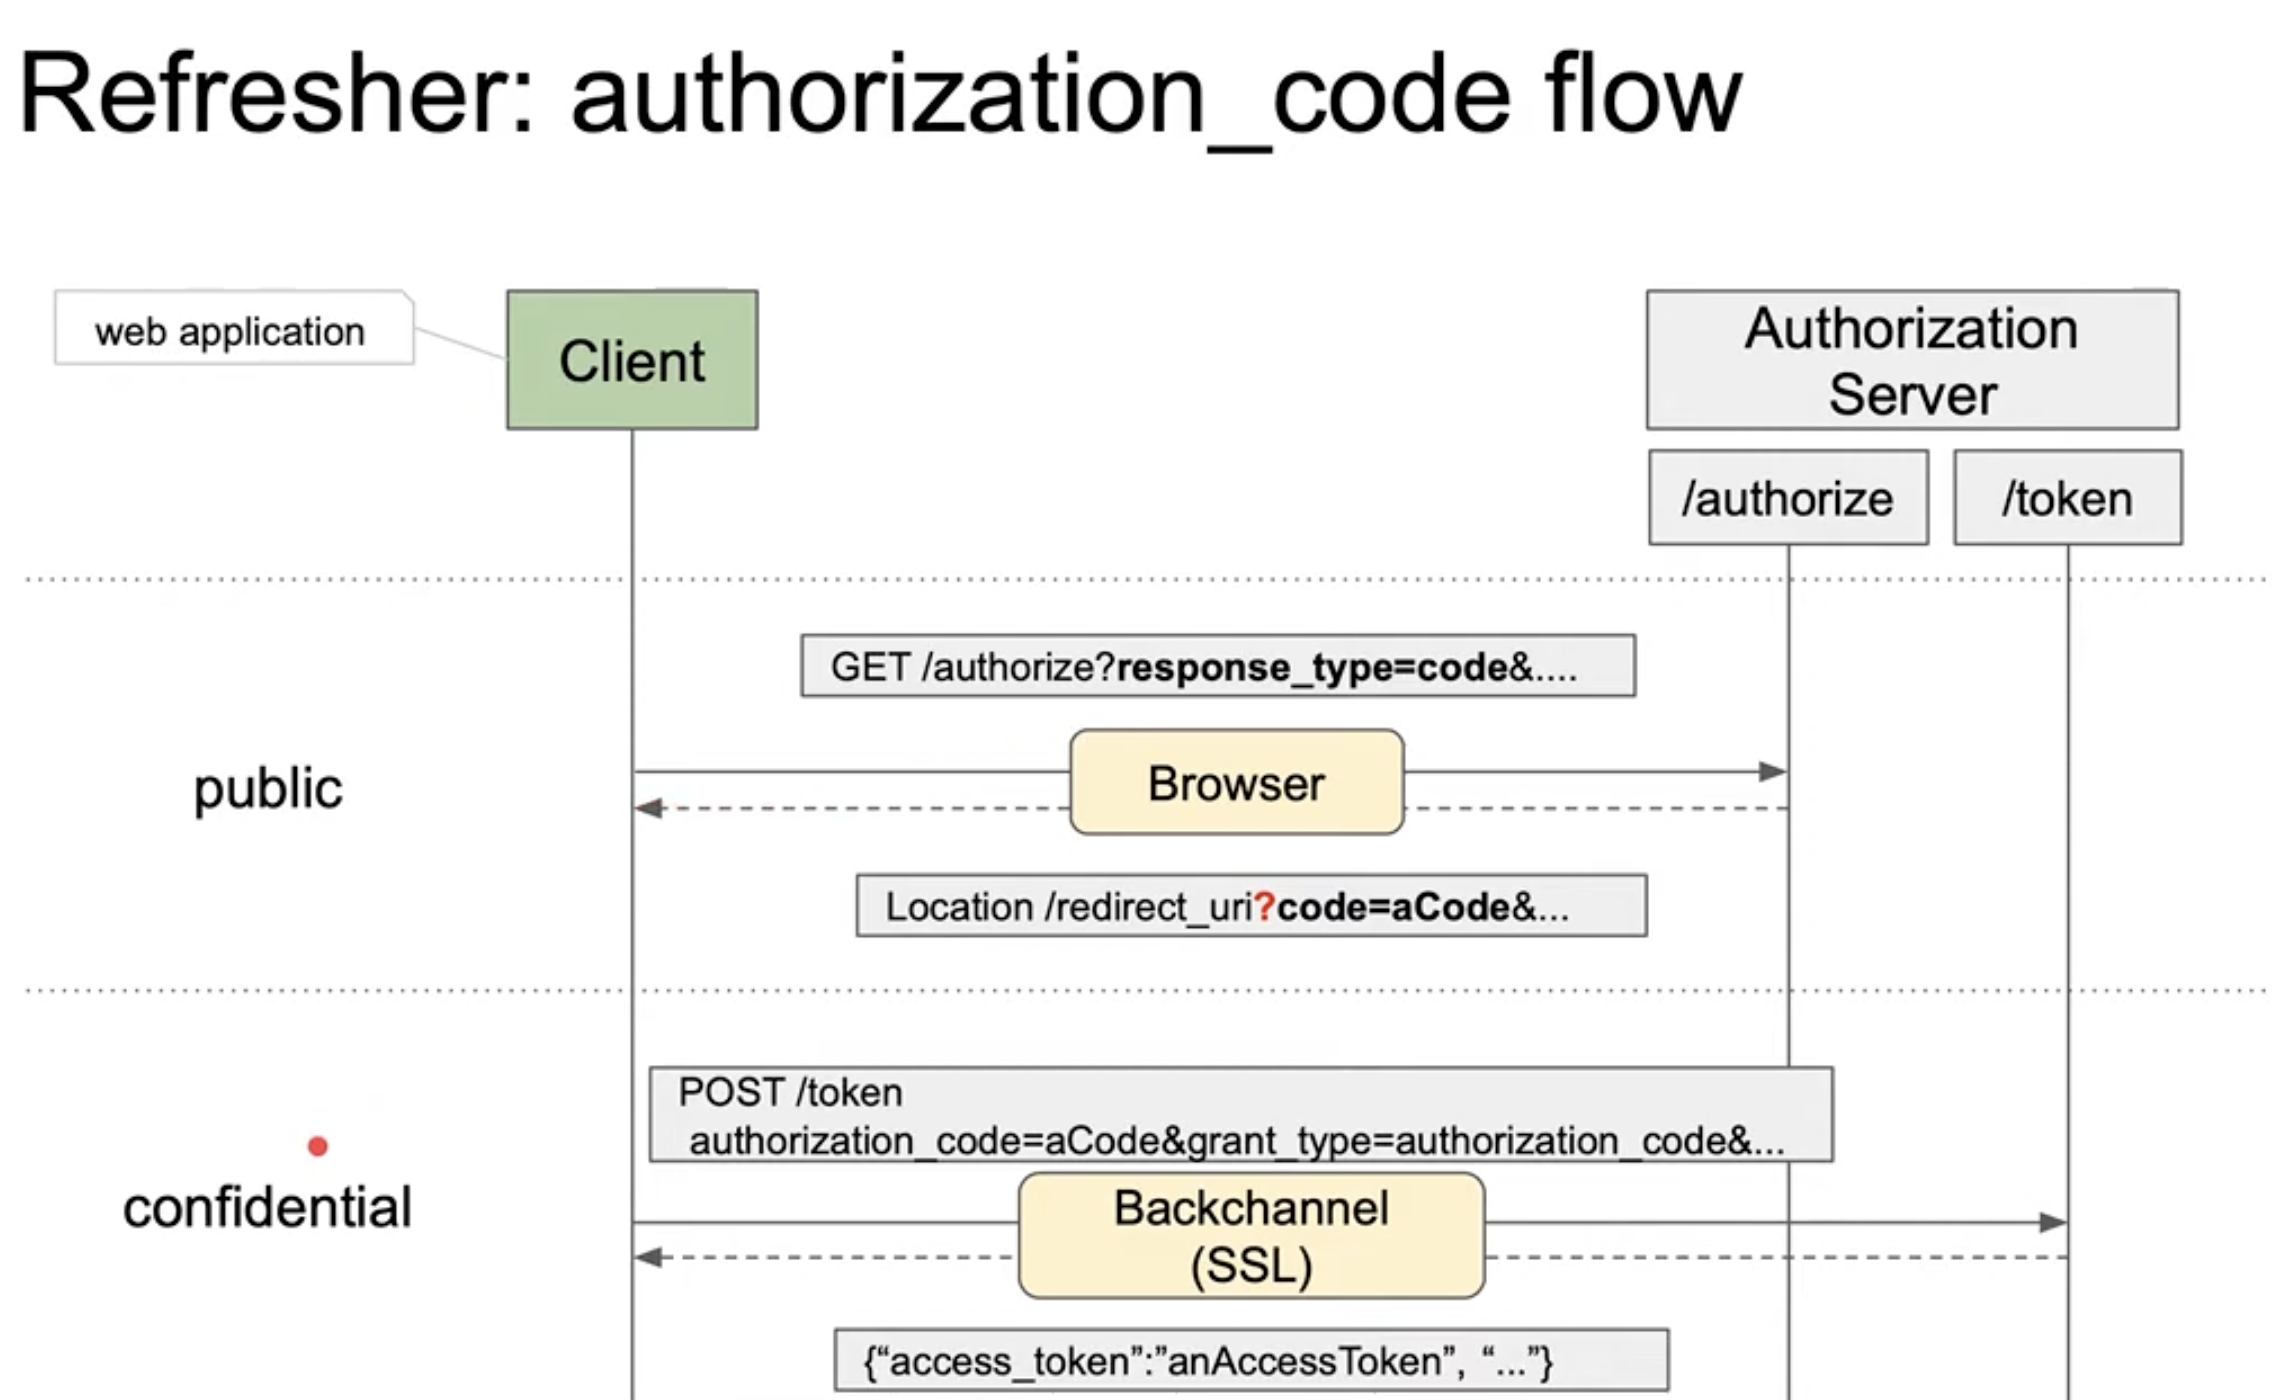 Refresher: authorization_code flow
web application
Client
Authorization
Server
/authorize
/token
GET /authorize?response_type=code&....
public
Browser
Location /redirect_uri?code=aCode&...
POST /token
authorization_code=aCode&grant_type=authorization_code&...
confidential
Backchannel
(SSL)
{“access_token”:”anAccessToken”, “...”}